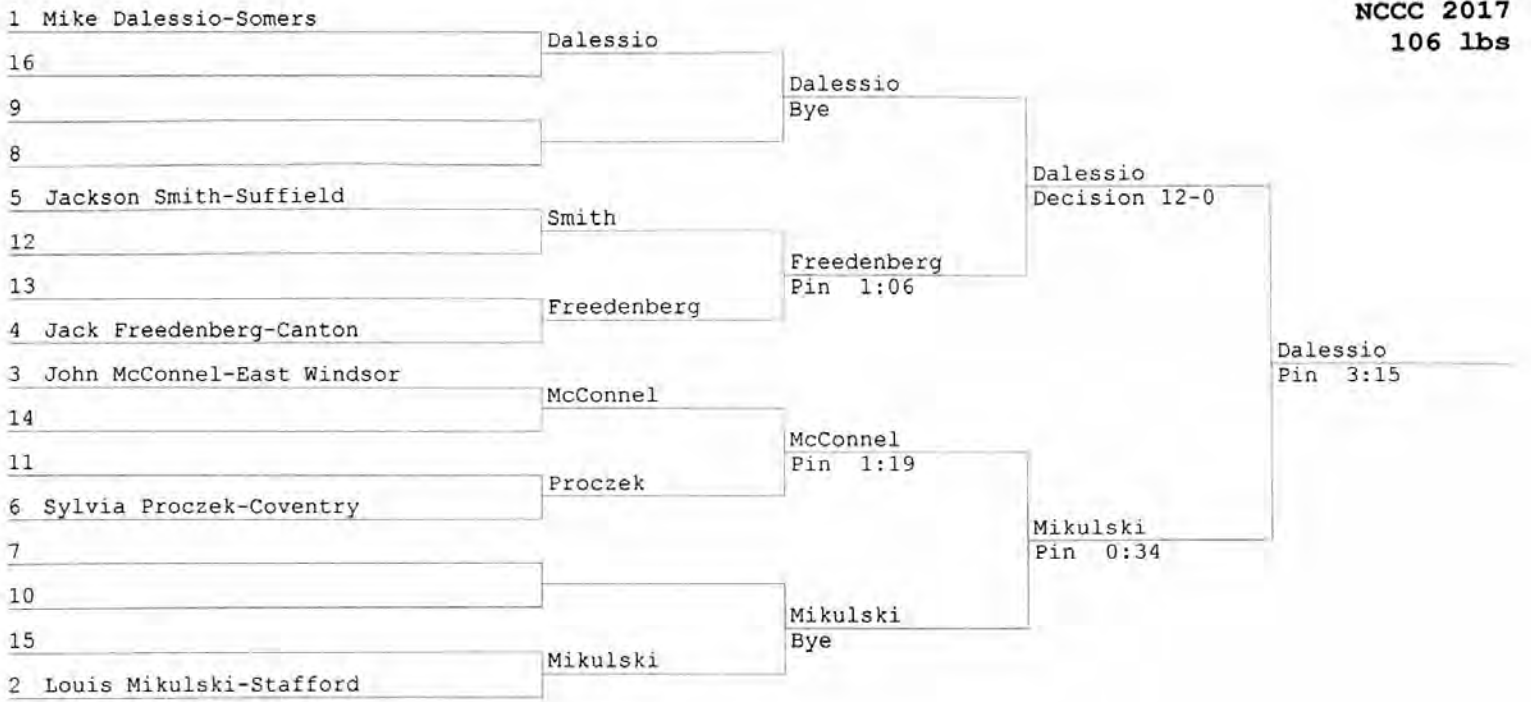 NCCC 2017
106 lbs
1 Mike Dalessio-Somers
16
9
8
5 Jackson Smith-Suffield
12
13
4 Jack Freedenberg-Canton
3 John McConnel-East Windsor
14
11
6 Sylvia Proczek-Coventry
7
10
15
2 Louis Mikulski-Stafford
Dalessio
Smith
Freedenberg
McConnel
Proczek
Mikulski
Dalessio
Bye
Freedenberg
Pin 1:06
McConnel
Pin 1:19
Mikulski
Bye
Dalessio
Decision 12-0
Mikulski
Pin 0:34
Dalessio
Pin 3:15